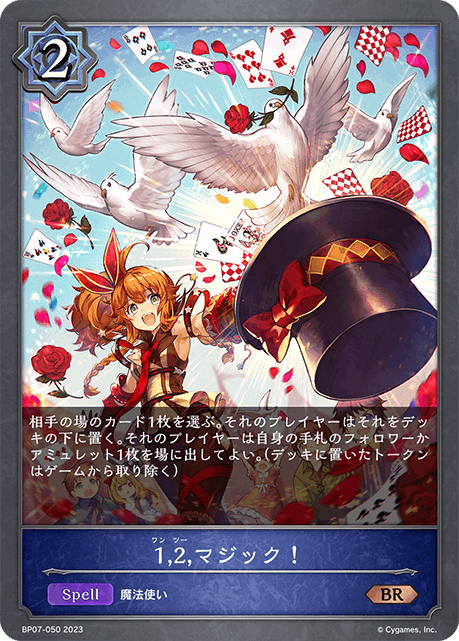 2
相手の場のカード1枚を選ぶ。それのプレイヤーはそれをデッ
キの下に置く。それのプレイヤーは自身の手札のフォロワーか
アミュレット1枚を場に出してよい。(デッキに置いたトークン
はゲームから取り除く)
ワン ツー
1,2,マジック！
Spell 魔法使い BR
BP07-050 2023 © Cygames, Inc.